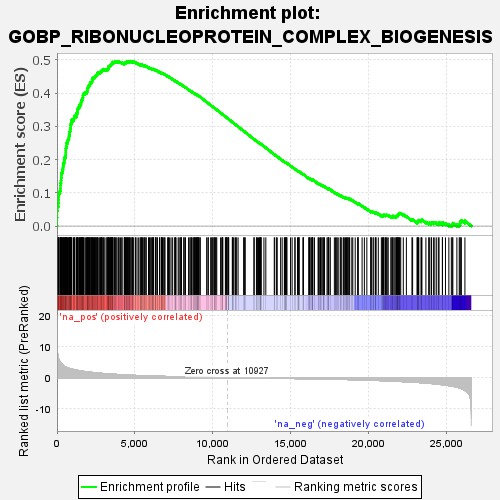 Enrichment plot:
GOBP_RIBONUCLEOPROTEIN_COMPLEX_BIOGENESIS
Enrichment score (ES)
0.5
0.4
0.3
0.2
0.1
0.0
'na_pos' (positively correlated)
Ranked list metric (PreRanked)
20
10
0
-10
Zero cross at 10927
'na_neg' (negatively correlated)
0
5,000
10,000
15,000
20,000
25,000
Rank in Ordered Dataset
Enrichment profile
Hits
Ranking metric scores